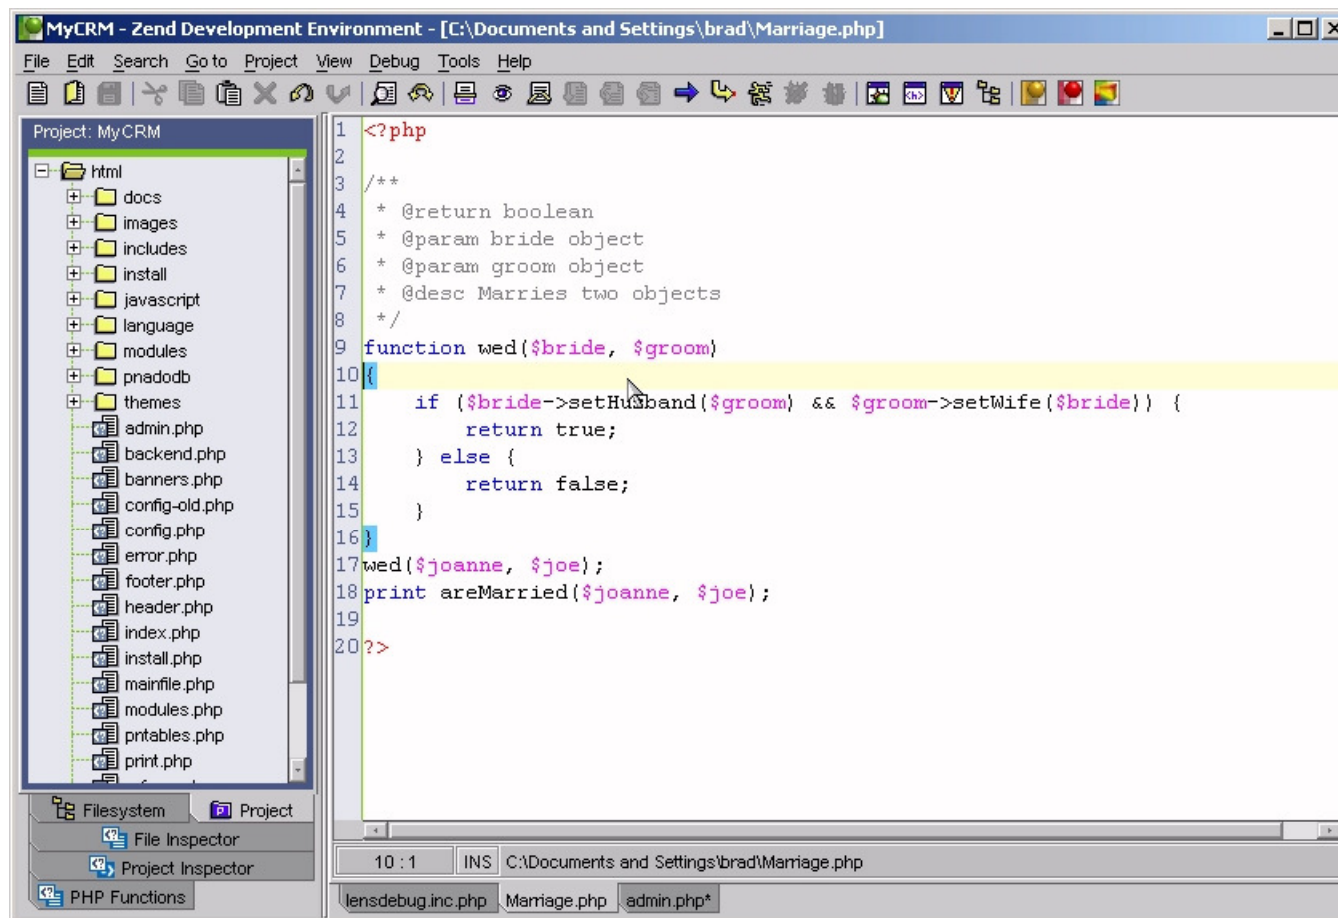 MyCRM - Zend Development Environment - [C:\Documents and Settings\brad\Marriage.php]
File Edit Search Go to Project View Debug Tools Help
Project: MyCRM
html
docs
images
includes
install
javascript
language
modules
pnadodb
themes
admin.php
backend.php
banners.php
config-old.php
config.php
error.php
footer.php
header.php
index.php
install.php
mainfile.php
modules.php
pntables.php
print.php
Filesystem Project
File Inspector
Project Inspector
PHP Functions
1 <?php
2
3 /**
4 * @return boolean
5 * @param bride object
6 * @param groom object
7 * @desc Marries two objects
8 */
9 function wed($bride, $groom)
10 {
11 if ($bride->setHusband($groom) && $groom->setWife($bride)) {
12 return true;
13 } else {
14 return false;
15 }
16 }
17 wed($joanne, $joe);
18 print areMarried($joanne, $joe);
19
20 ?>
10 : 1 INS C:\Documents and Settings\brad\Marriage.php
lensdebug.inc.php Marriage.php admin.php*